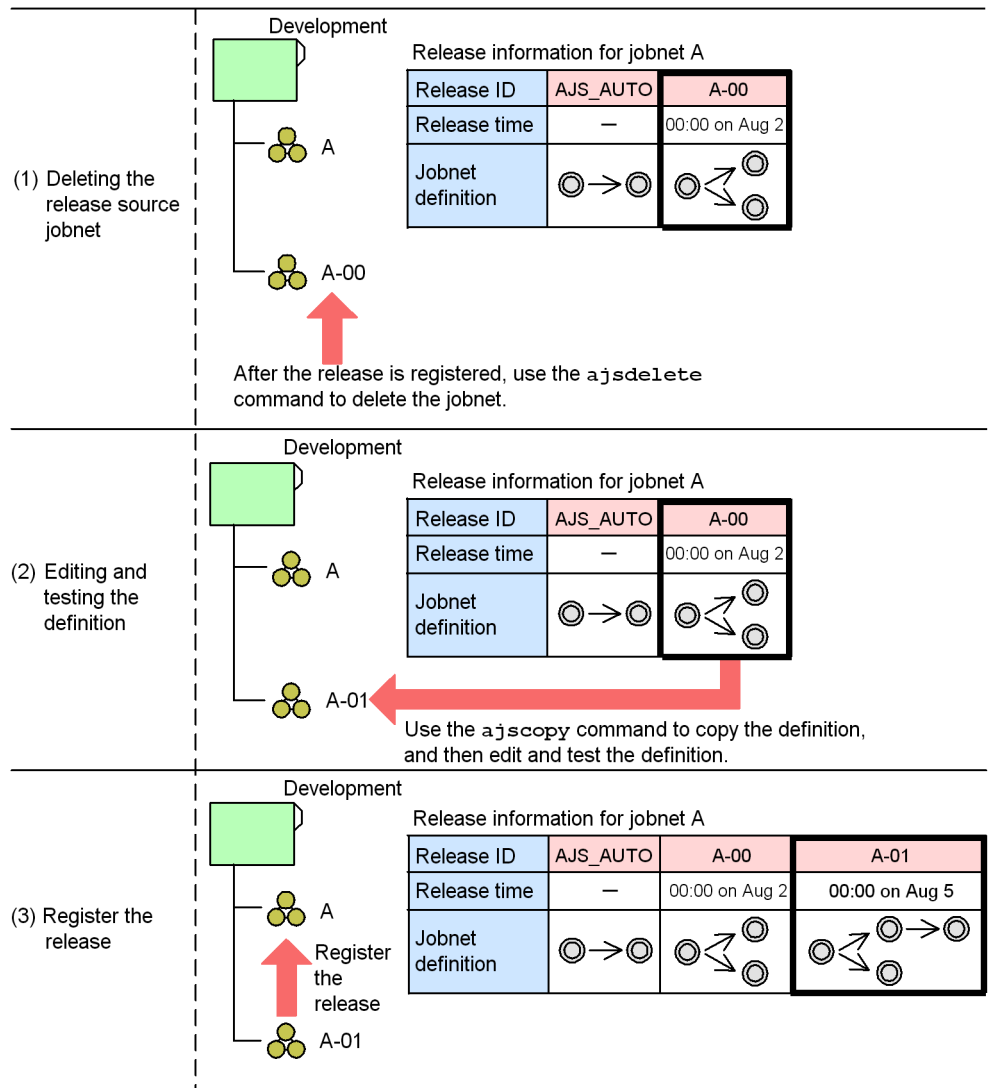 Development
Release information for jobnet A
Release ID AJS_AUTO A-00
Release time — 00:00 on Aug 2
Jobnet
definition
A
(1) Deleting the
release source
jobnet
A-00
After the release is registered, use the ajsdelete
command to delete the jobnet.
Development
Release information for jobnet A
Release ID AJS_AUTO A-00
Release time — 00:00 on Aug 2
Jobnet
definition
A
(2) Editing and
testing the
definition
A-01
Use the ajscopy command to copy the definition,
and then edit and test the definition.
Development
Release information for jobnet A
Release ID AJS_AUTO A-00 A-01
Release time — 00:00 on Aug 2 00:00 on Aug 5
Jobnet
definition
A
(3) Register the
release
Register
the
release
A-01